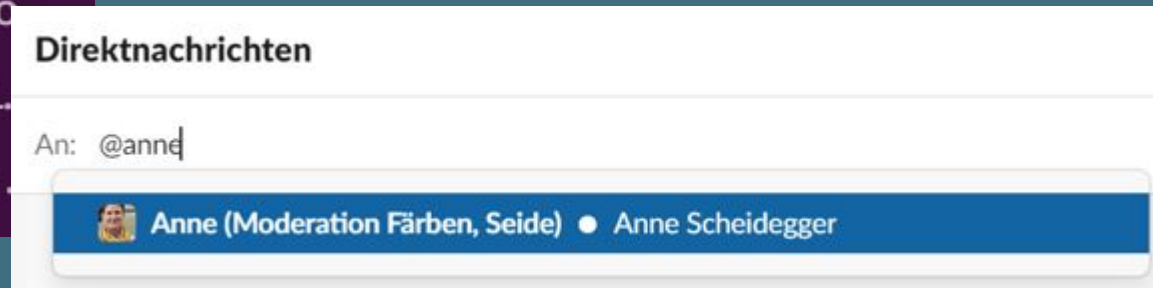 Direktnachrichten
An: @anne
Anne (Moderation Färben, Seide) ● Anne Scheidegger